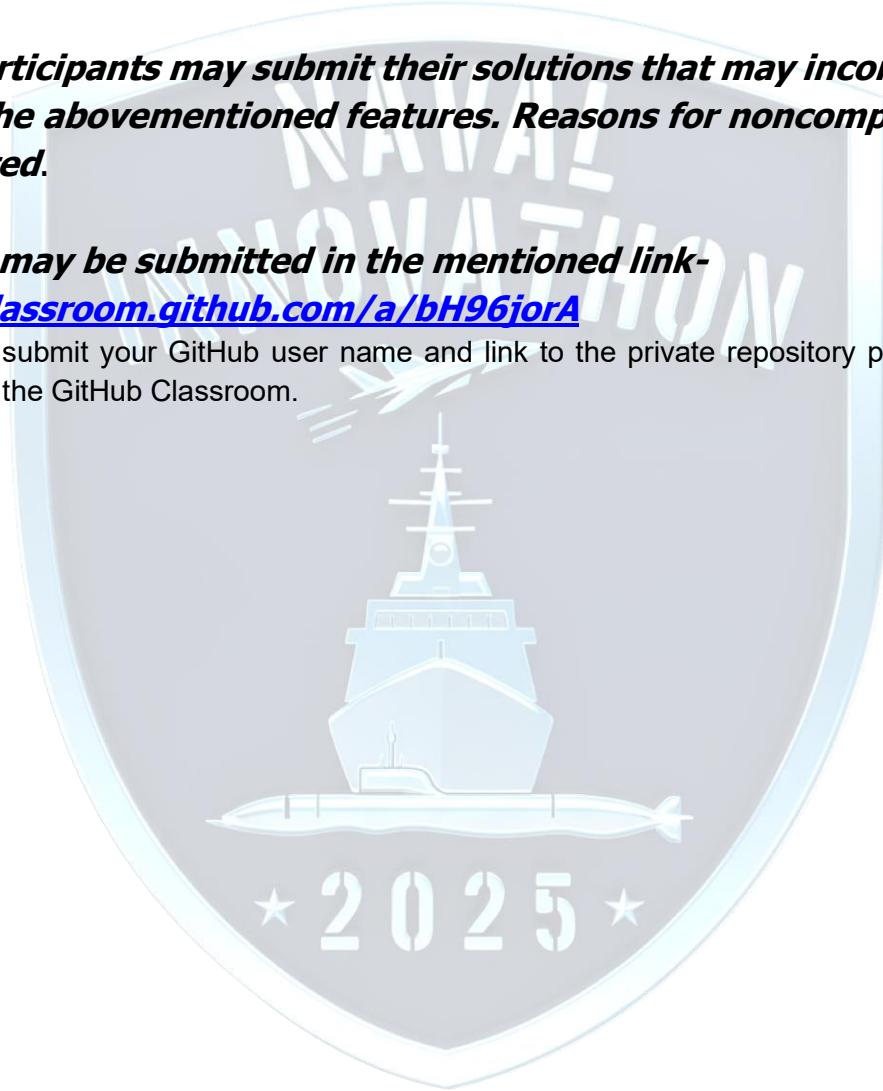 rticipants may submit their solutions that may incor
he abovementioned features. Reasons for noncomp
ed.
may be submitted in the mentioned link-
lassroom.github.com/a/bH96jorA
submit your GitHub user name and link to the private repository p
the GitHub Classroom.
NAVAL
INNOVATHON
2025